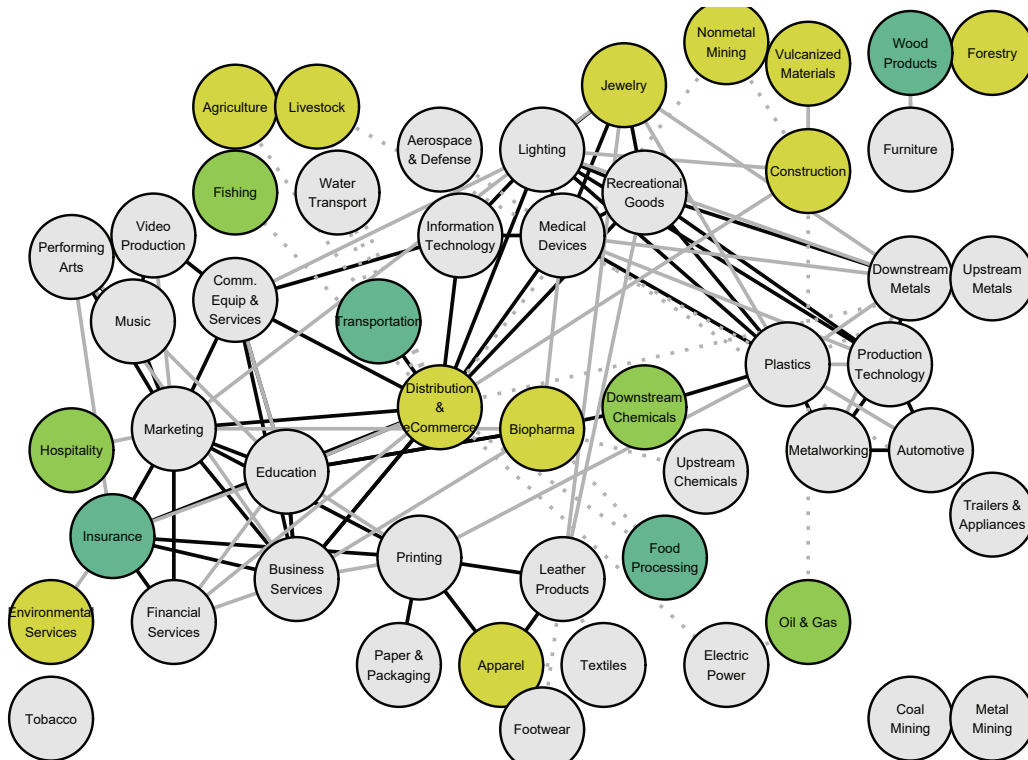 Nonmetal
Mining
Vulcanized
Materials
Wood
Products
Forestry
Jewelry
Agriculture
Livestock
Aerospace
& Defense
Lighting
Furniture
Construction
Fishing
Water
Transport
Recreational
Goods
Video
Production
Performing
Arts
Information
Technology
Medical
Devices
Comm.
Equip &
Services
Downstream
Metals
Upstream
Metals
Music
Transportation
Plastics
Production
Technology
Distribution
&
eCommerce
Downstream
Chemicals
Marketing
Biopharma
Hospitality
Metalworking
Automotive
Education
Upstream
Chemicals
Trailers &
Appliances
Insurance
Printing
Food
Processing
Business
Services
Leather
Products
Environmental
Services
Financial
Services
Oil & Gas
Paper &
Packaging
Apparel
Textiles
Electric
Power
Tobacco
Footwear
Coal
Mining
Metal
Mining